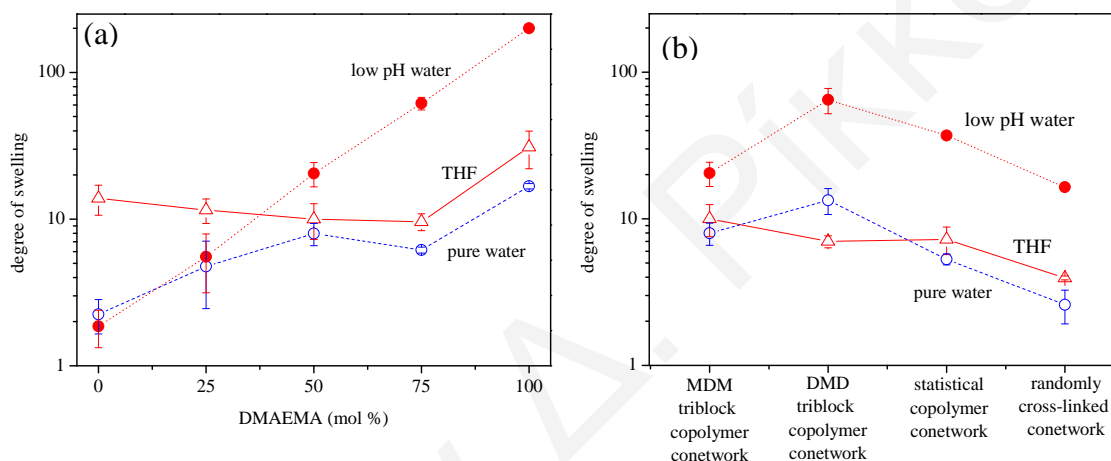 (a)
degree of swelling
100
10
1
low pH water
THF
pure water
0 25 50 75 100
DMAEMA (mol %)
(b)
degree of swelling
100
10
1
low pH water
THF
pure water
MDM
triblock
copolymer
conetwork
DMD
triblock
copolymer
conetwork
statistical
copolymer
conetwork
randomly
cross-linked
conetwork
Δ. Ρίκκο